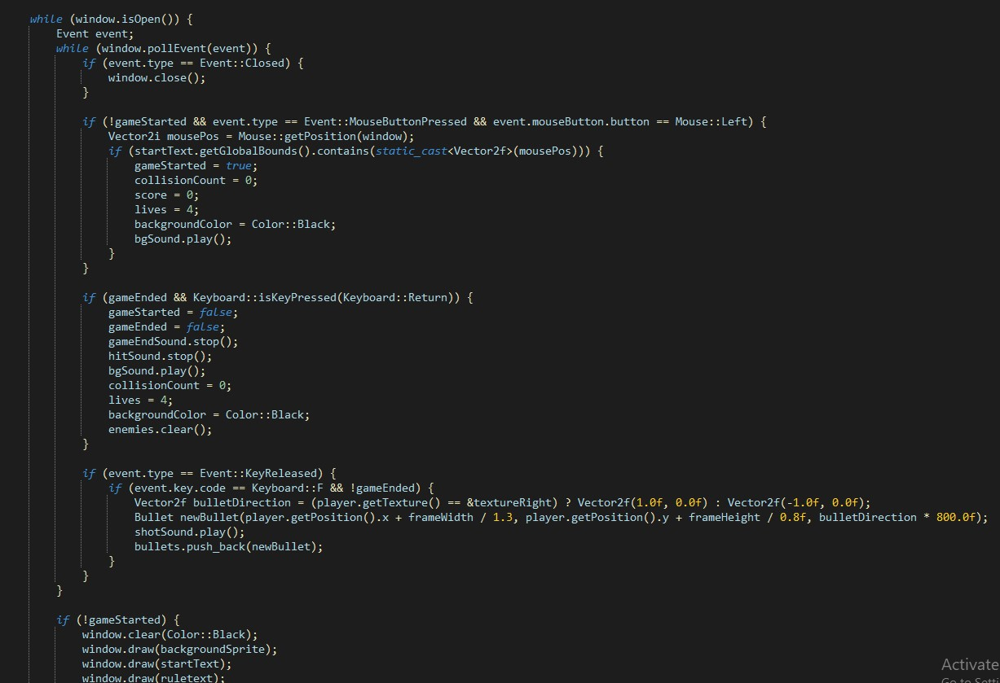 while (window.isOpen()) {
    Event event;
    while (window.pollEvent(event)) {
        if (event.type == Event::Closed) {
            window.close();
        }

        if (!gameStarted && event.type == Event::MouseButtonPressed && event.mouseButton.button == Mouse::Left) {
            Vector2i mousePos = Mouse::getPosition(window);
            if (startText.getGlobalBounds().contains(static_cast<Vector2f>(mousePos))) {
                gameStarted = true;
                collisionCount = 0;
                score = 0;
                lives = 4;
                backgroundColor = Color::Black;
                bgSound.play();
            }
        }

        if (gameEnded && Keyboard::isKeyPressed(Keyboard::Return)) {
            gameStarted = false;
            gameEnded = false;
            gameEndSound.stop();
            hitSound.stop();
            bgSound.play();
            collisionCount = 0;
            lives = 4;
            backgroundColor = Color::Black;
            enemies.clear();
        }

        if (event.type == Event::KeyReleased) {
            if (event.key.code == Keyboard::F && !gameEnded) {
                Vector2f bulletDirection = (player.getTexture() == &textureRight) ? Vector2f(1.0f, 0.0f) : Vector2f(-1.0f, 0.0f);
                Bullet newBullet(player.getPosition().x + frameWidth / 1.3, player.getPosition().y + frameHeight / 0.8f, bulletDirection * 800.0f);
                shotSound.play();
                bullets.push_back(newBullet);
            }
        }
    }

    if (!gameStarted) {
        window.clear(Color::Black);
        window.draw(backgroundSprite);
        window.draw(startText);
        window.draw(ruletext);
Activate
Go to Setti